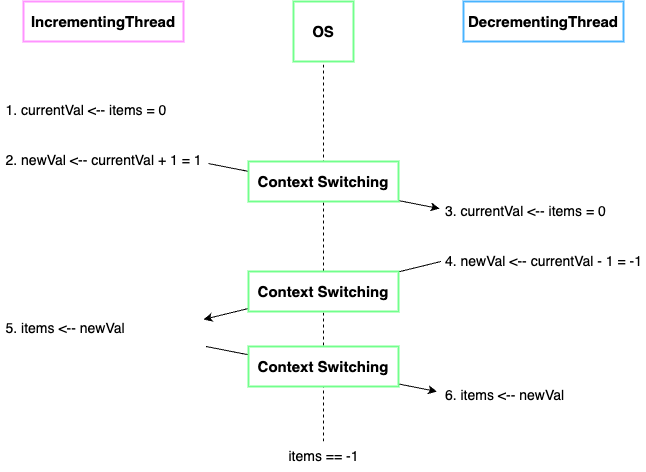 IncrementingThread
OS
DecrementingThread
1. currentVal <-- items = 0
2. newVal <-- currentVal + 1 = 1
Context Switching
3. currentVal <-- items = 0
4. newVal <-- currentVal - 1 = -1
Context Switching
5. items <-- newVal
Context Switching
6. items <-- newVal
items == -1